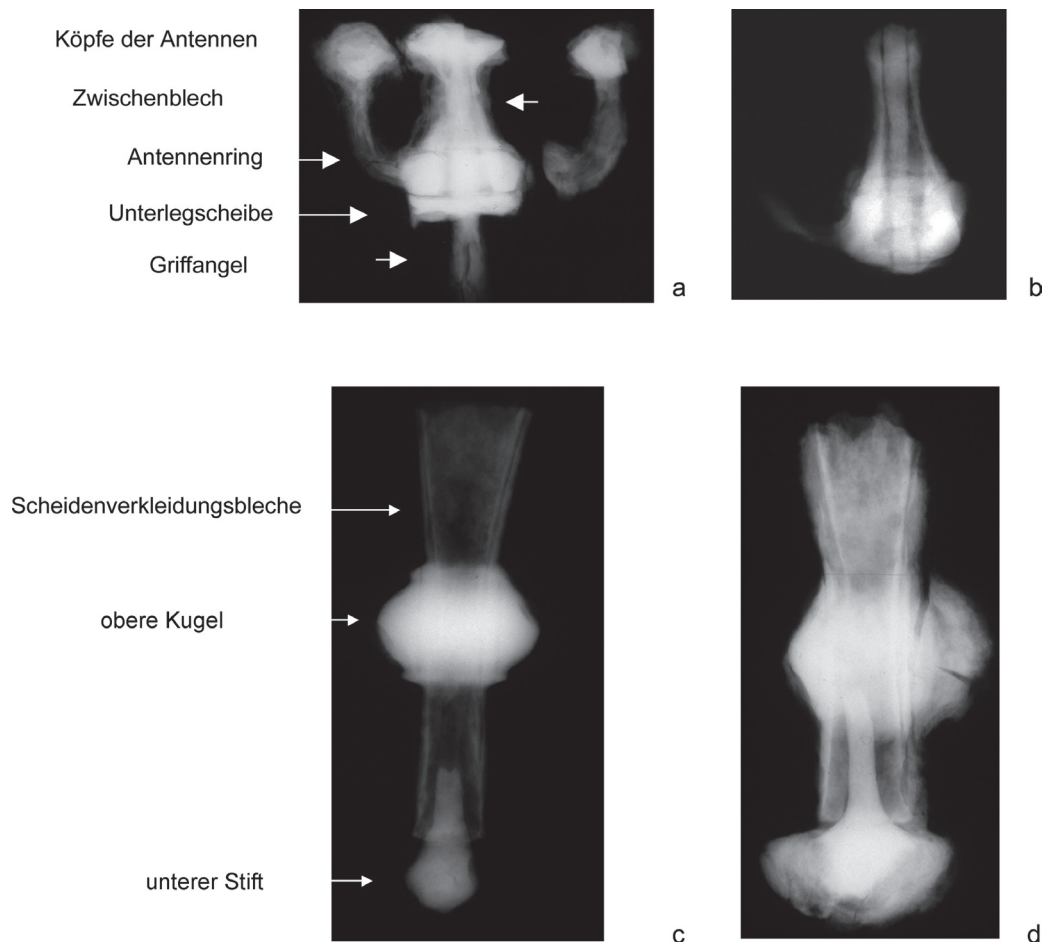 Köpfe der Antennen
Zwischenblech
Antennenring
Unterlegscheibe
Griffangel
a
b
Scheidenverkleidungsbleche
obere Kugel
unterer Stift
c
d